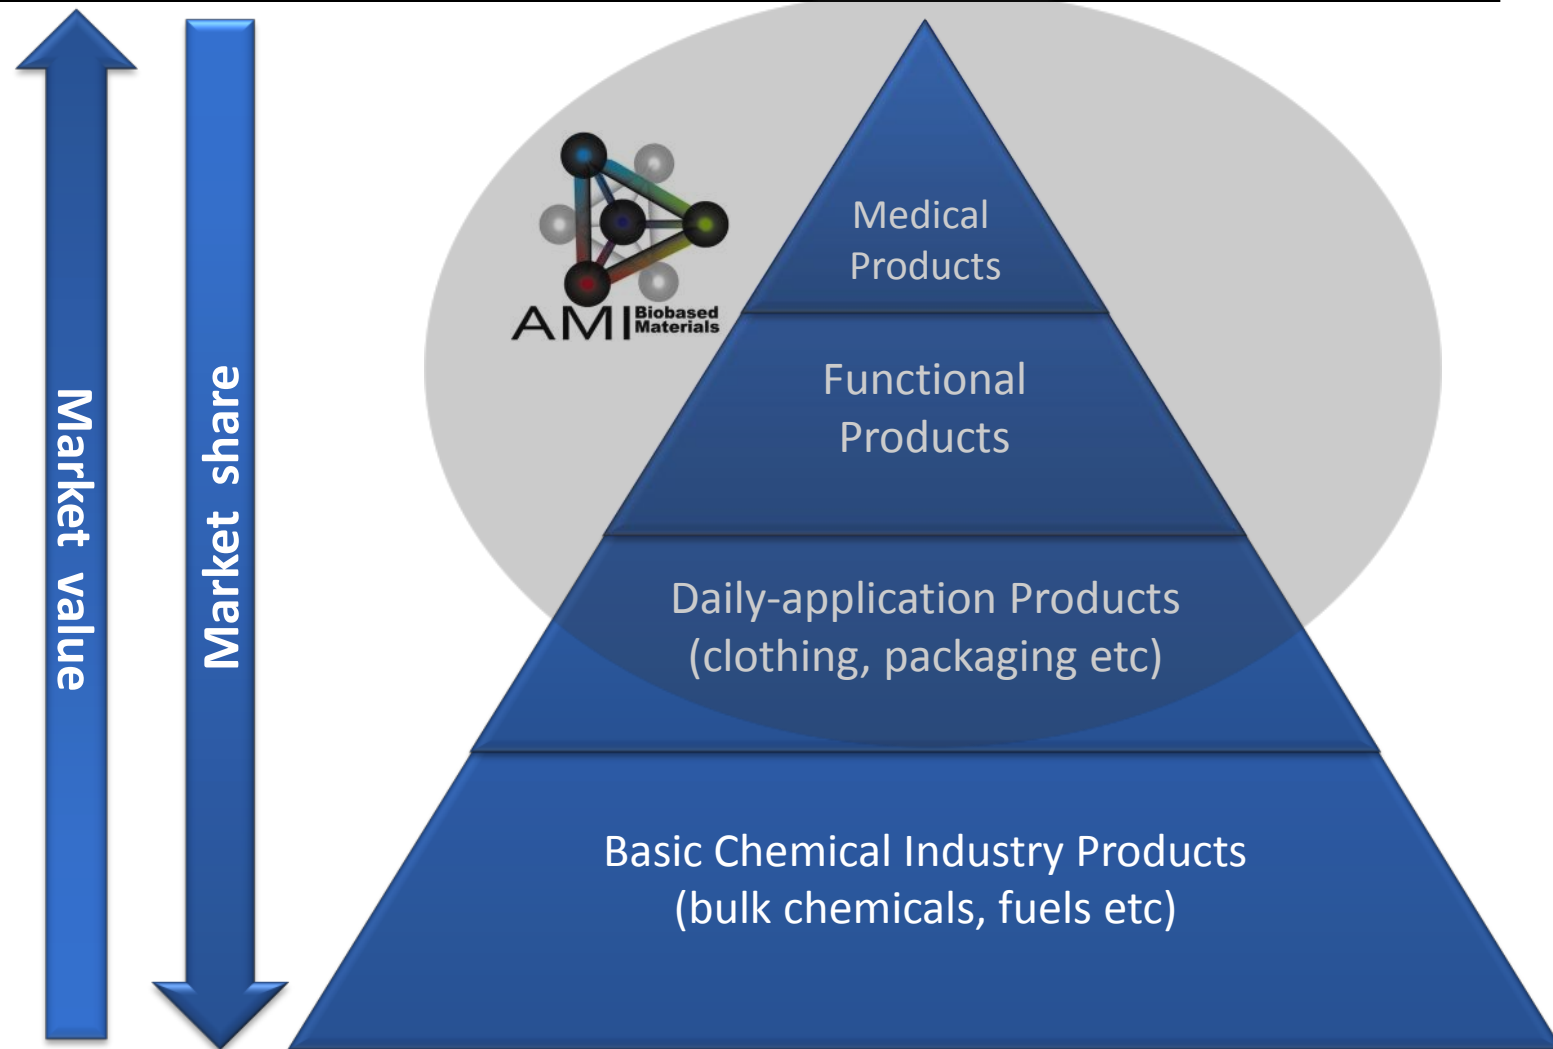 Market value
Market share
AMI Biobased
Materials
Medical
Products
Functional
Products
Daily-application Products
(clothing, packaging etc)
Basic Chemical Industry Products
(bulk chemicals, fuels etc)